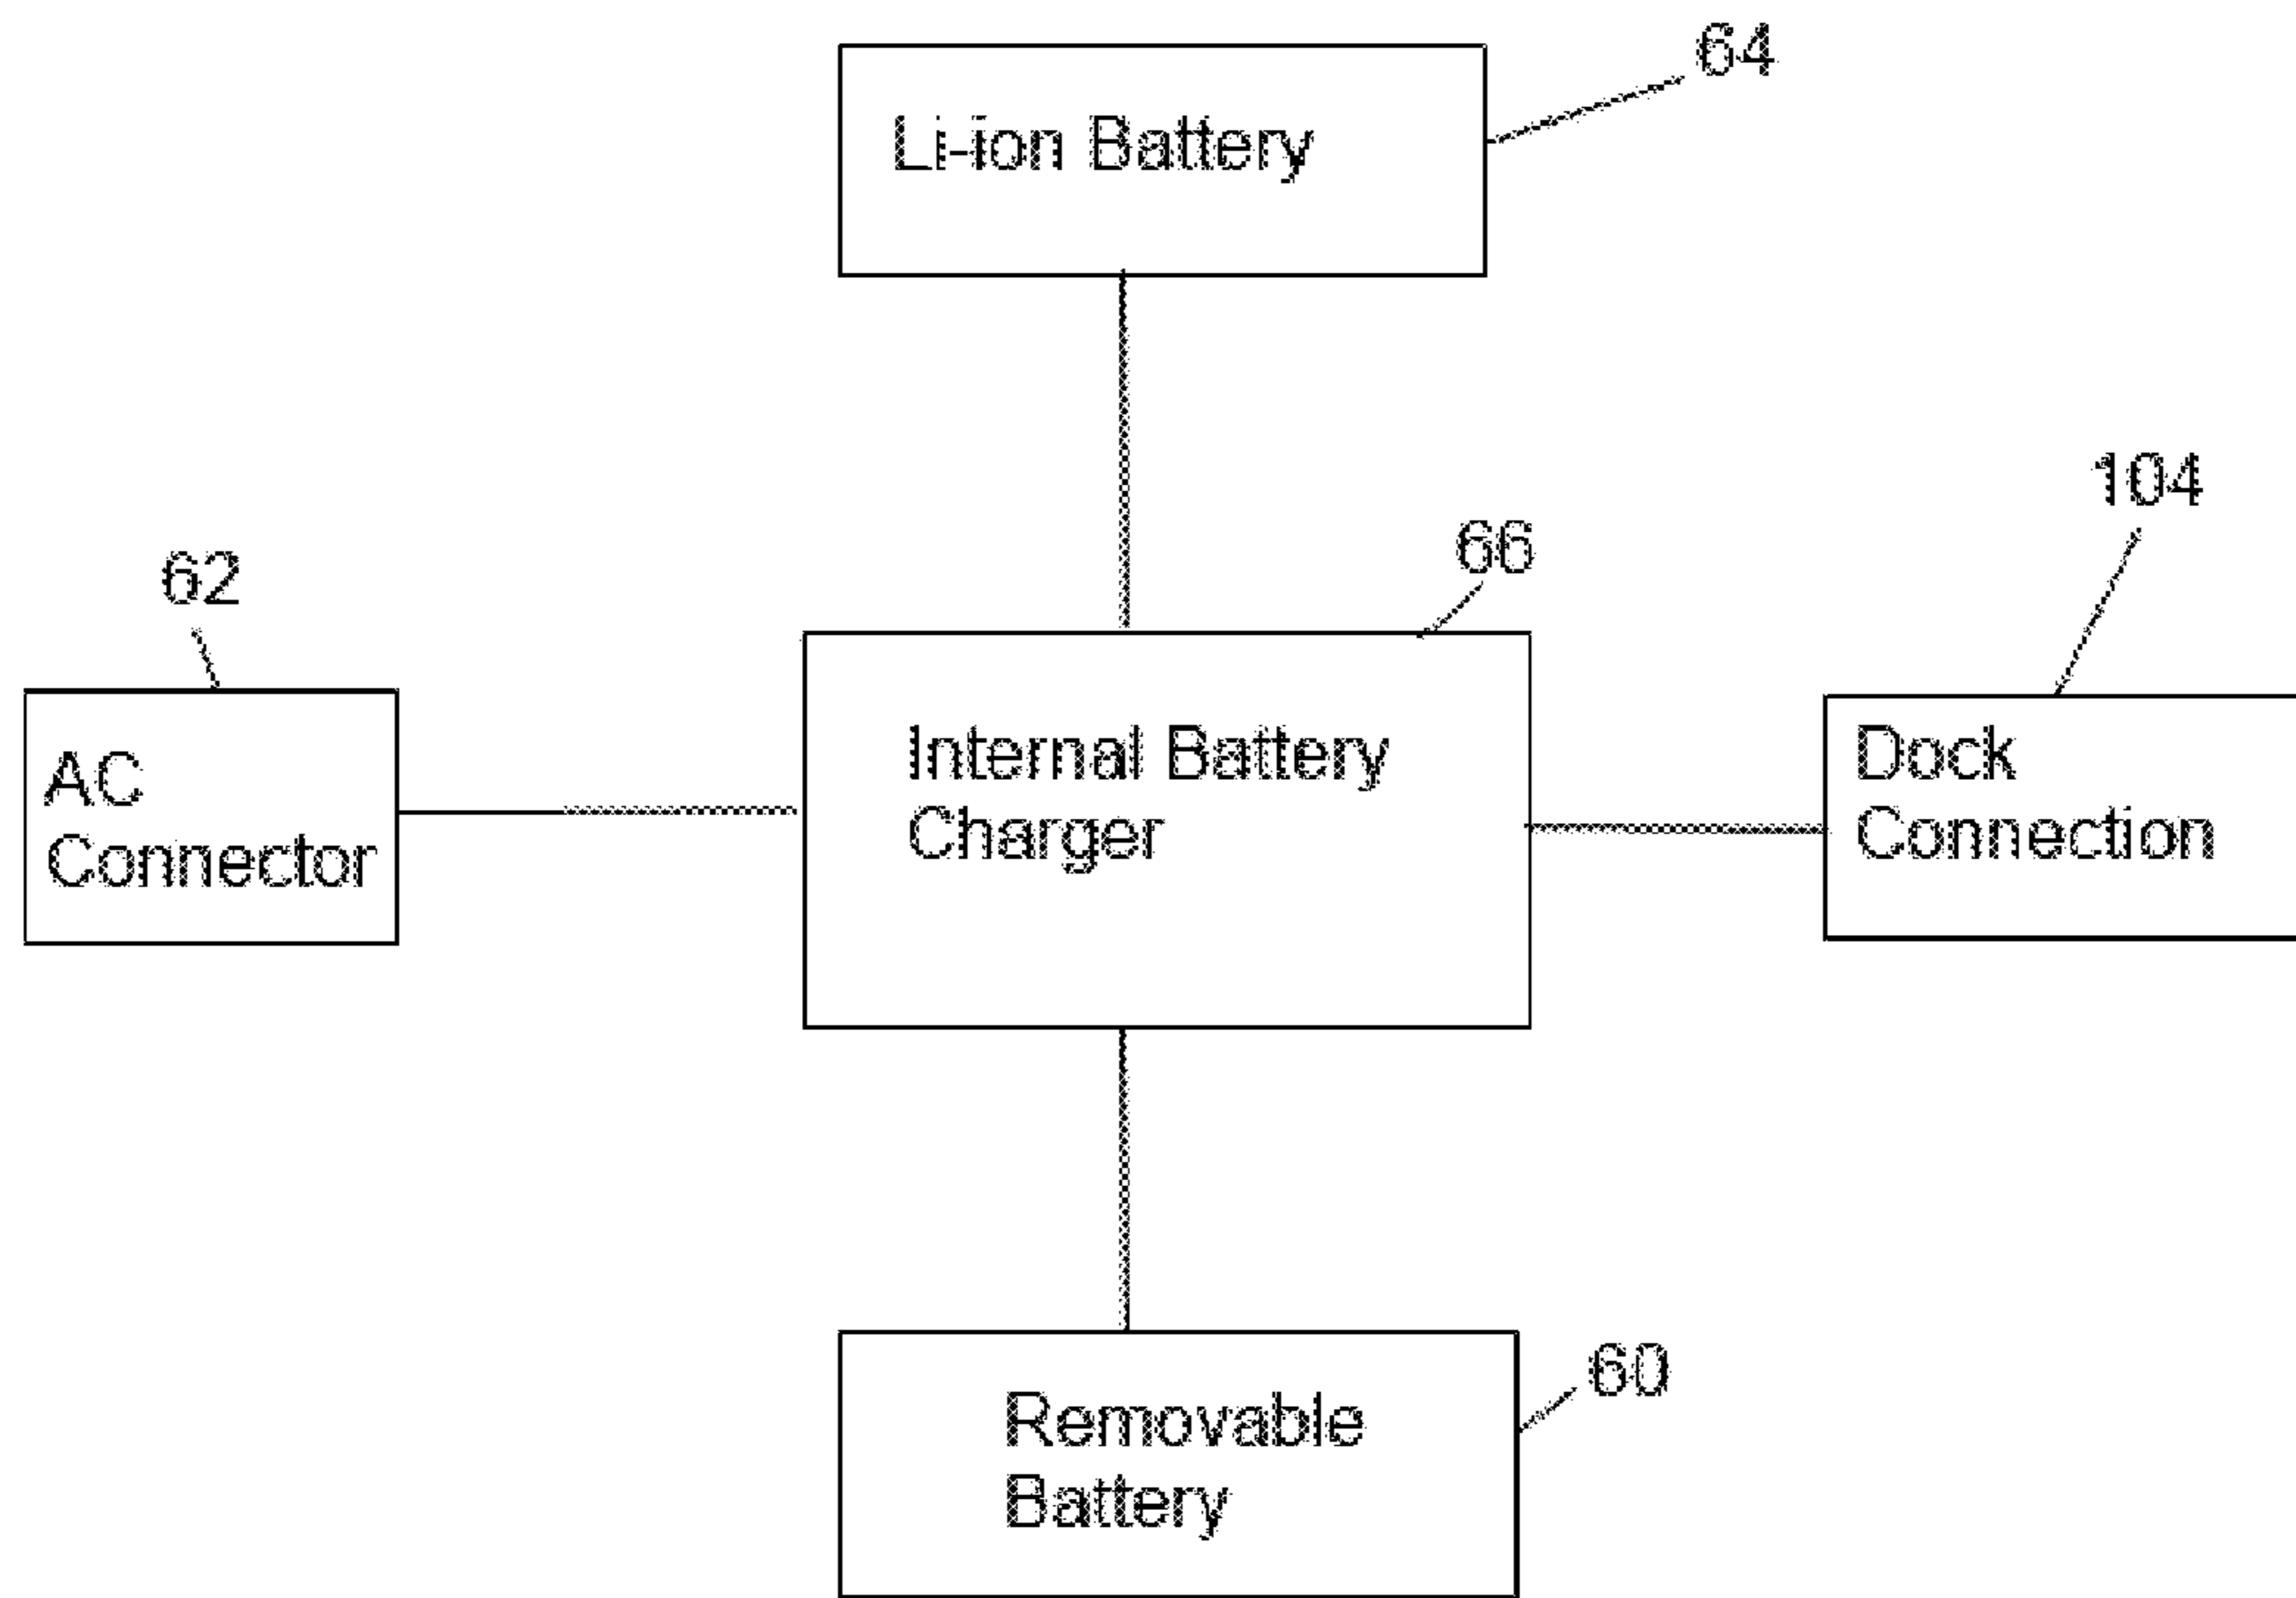 64
Li-ion Battery
104
66
62
Internal Battery
Charger
AC
Connector
Dock
Connection
60
Removable
Battery